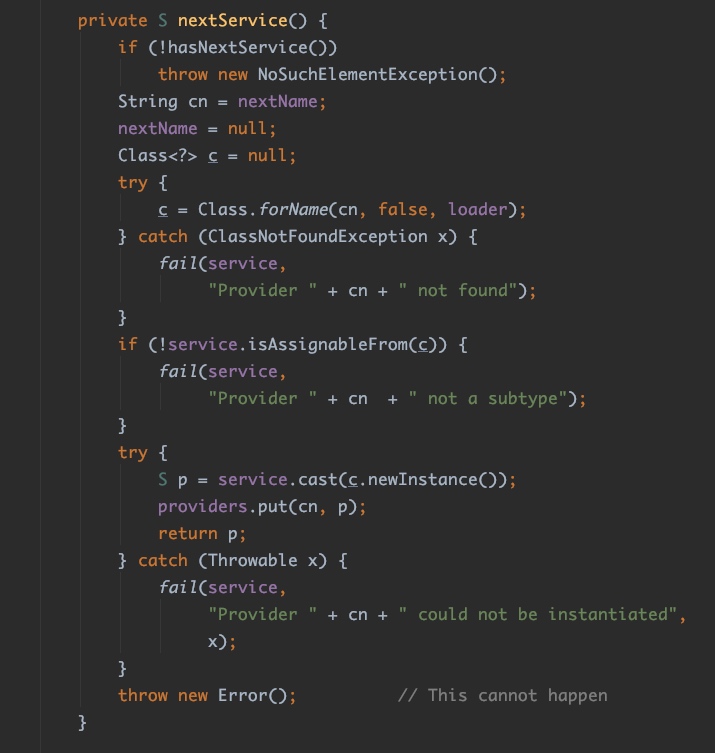 private S nextService() {
if (!hasNextService())
throw new NoSuchElementException();
String cn = nextName;
nextName = null;
Class<?> c = null;
try {
c = Class.forName(cn, false, loader);
} catch (ClassNotFoundException x) {
fail(service,
"Provider " + cn + " not found");
}
if (!service.isAssignableFrom(c)) {
fail(service,
"Provider " + cn  + " not a subtype");
}
try {
S p = service.cast(c.newInstance());
providers.put(cn, p);
return p;
} catch (Throwable x) {
fail(service,
"Provider " + cn + " could not be instantiated",
x);
}
throw new Error();          // This cannot happen
}